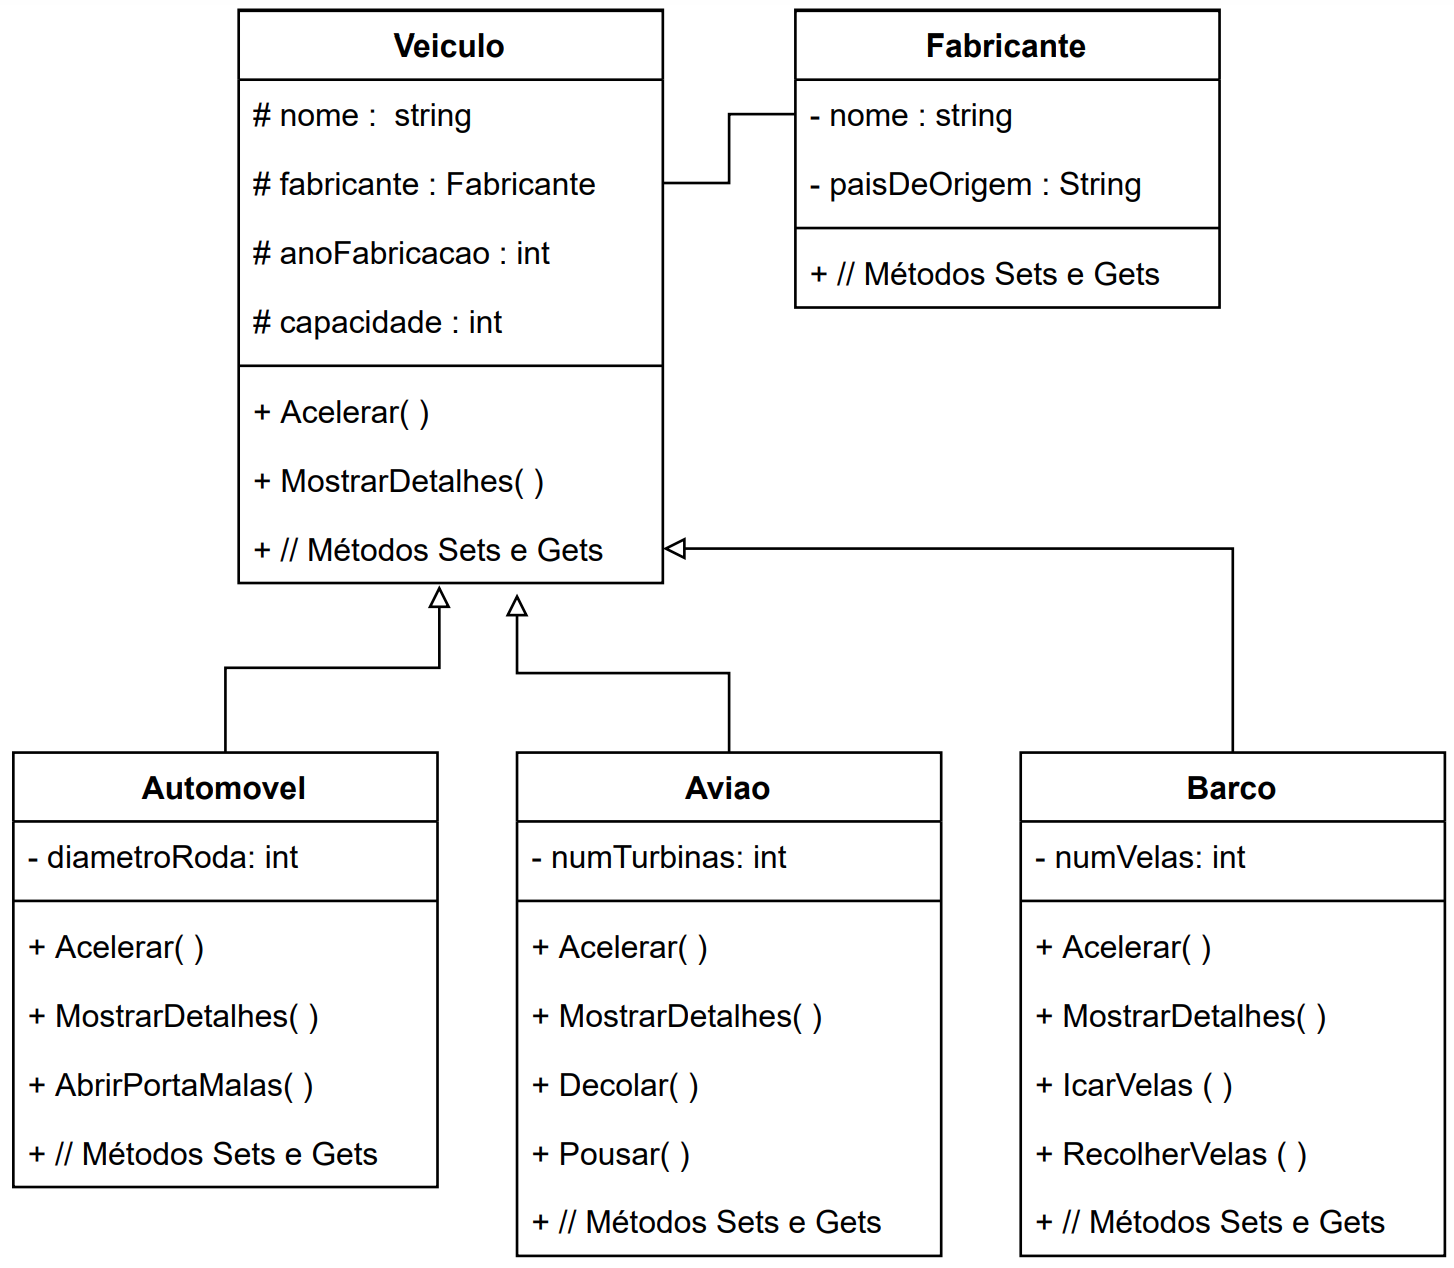 Veiculo
# nome :  string
# fabricante : Fabricante
# anoFabricacao : int
# capacidade : int
+ Acelerar( )
+ MostrarDetalhes( )
+ // Métodos Sets e Gets
Fabricante
- nome : string
- paisDeOrigem : String
+ // Métodos Sets e Gets
Automovel
- diametroRoda: int
+ Acelerar( )
+ MostrarDetalhes( )
+ AbrirPortaMalas( )
+ // Métodos Sets e Gets
Aviao
- numTurbinas: int
+ Acelerar( )
+ MostrarDetalhes( )
+ Decolar( )
+ Pousar( )
+ // Métodos Sets e Gets
Barco
- numVelas: int
+ Acelerar( )
+ MostrarDetalhes( )
+ IcarVelas ( )
+ RecolherVelas ( )
+ // Métodos Sets e Gets